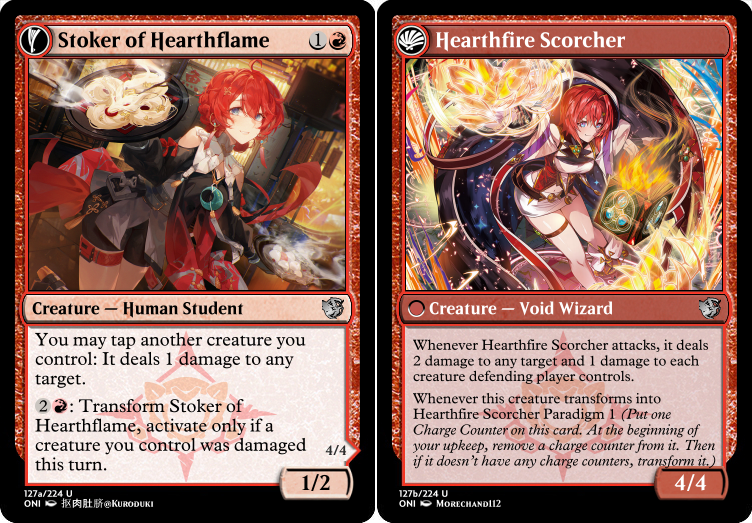 Stoker of Hearthflame 1
Creature — Human Student
You may tap another creature you
control: It deals 1 damage to any
target.
2 : Transform Stoker of
Hearthflame, activate only if a
creature you control was damaged
this turn.
4/4
1/2
127a/224 U
ONI 抠肉肚脐@Kuroduki
Hearthfire Scorcher
Creature — Void Wizard
Whenever Hearthfire Scorcher attacks, it deals
2 damage to any target and 1 damage to each
creature defending player controls.
Whenever this creature transforms into
Hearthfire Scorcher Paradigm 1 (Put one
Charge Counter on this card. At the beginning
of your upkeep, remove a charge counter from it. Then
if it doesn't have any charge counters, transform it.)
4/4
127b/224 U
ONI Morechand112